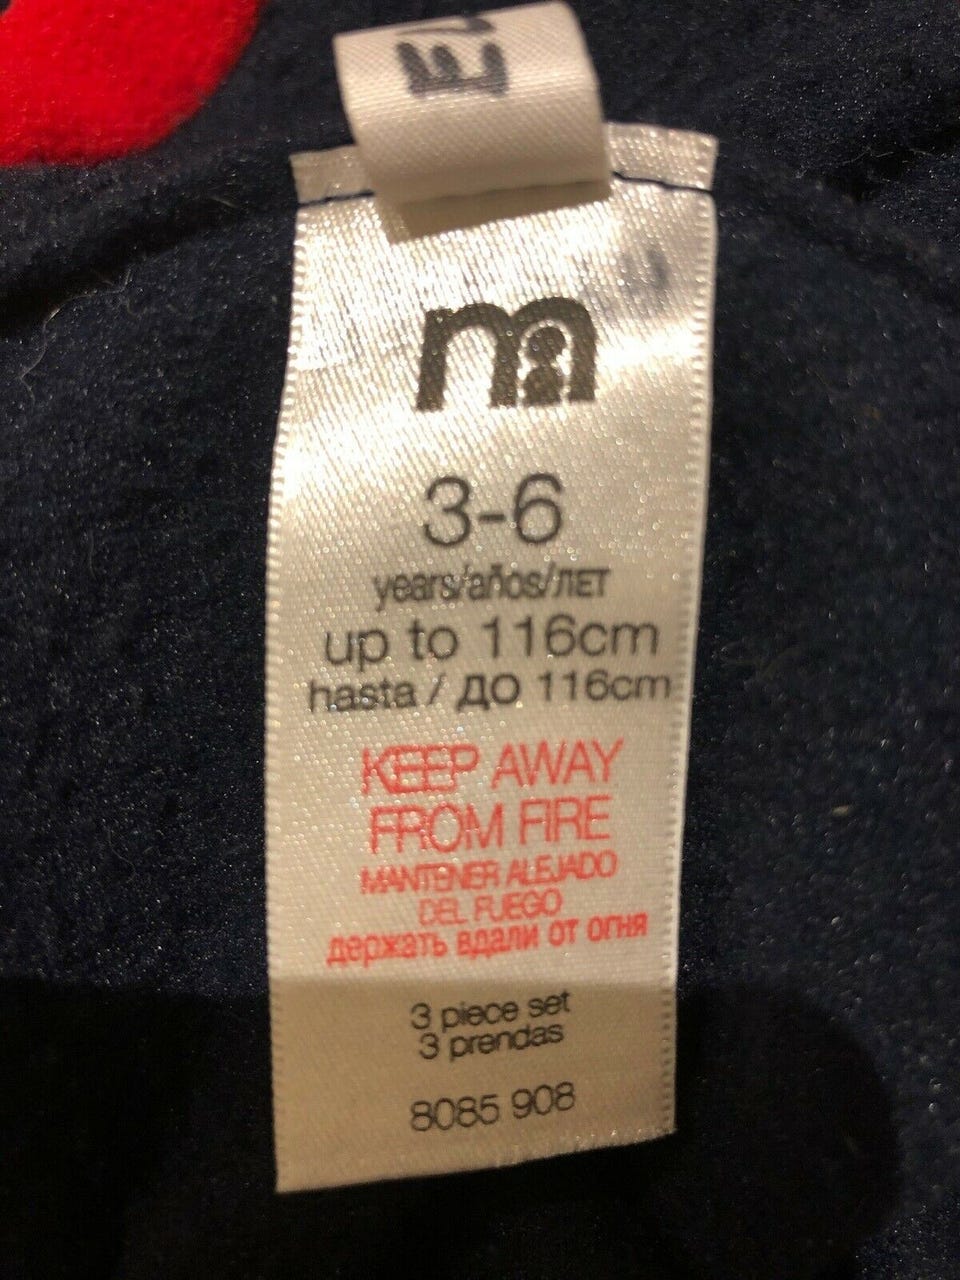 m
3-6
years/años/ЛЕТ
up to 116cm
hasta / ДО 116cm
KEEP AWAY
FROM FIRE
MANTENER ALEJADO
DEL FUEGO
держать вдали от огня
3 piece set
3 prendas
8085 908